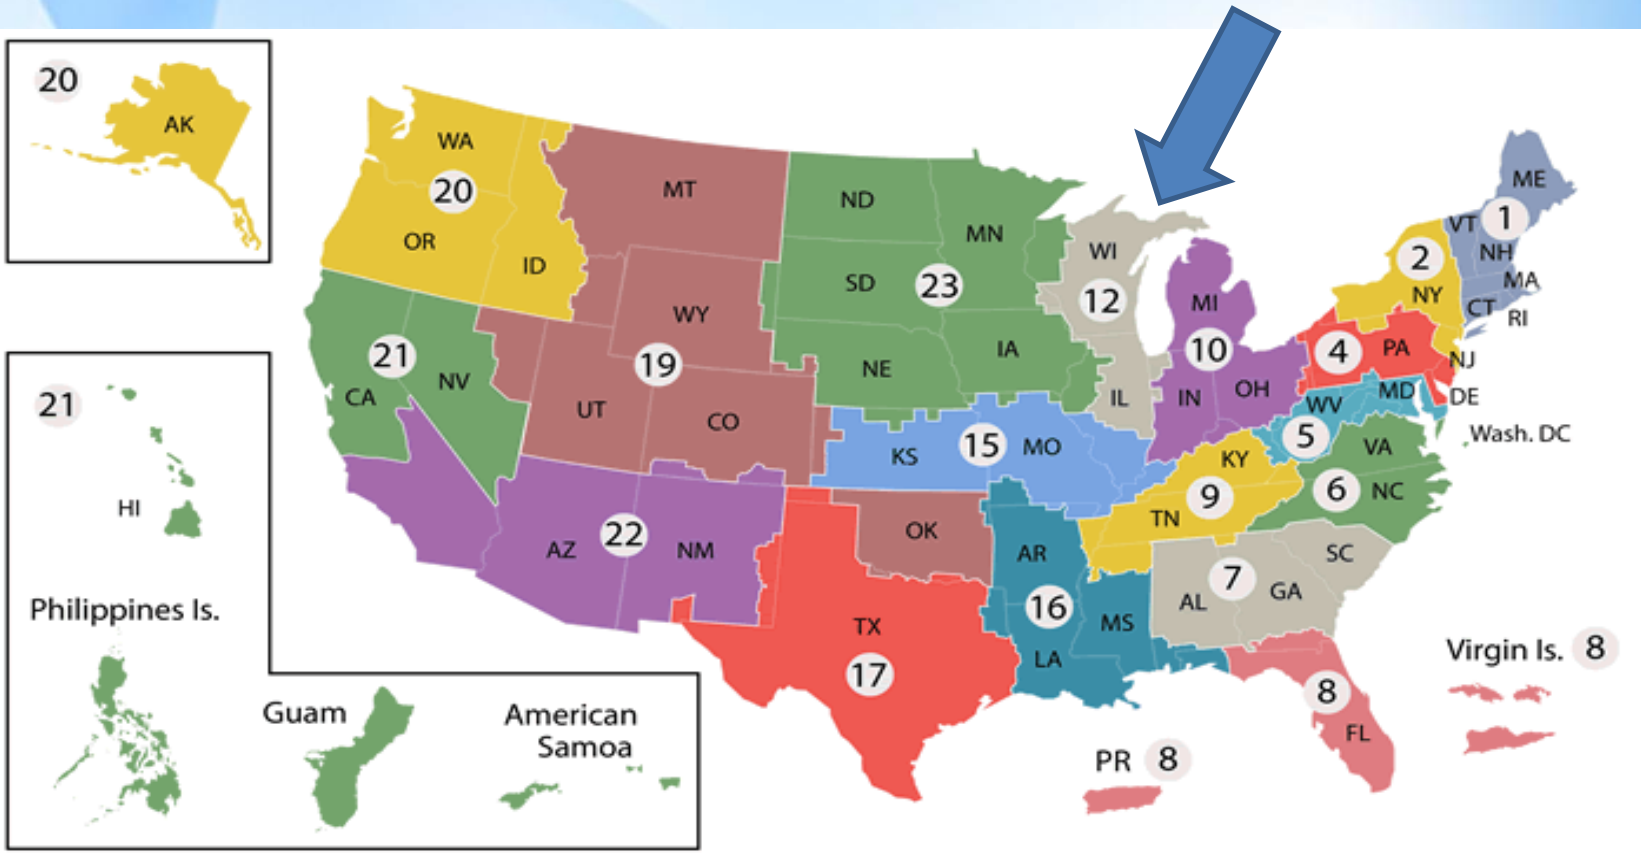 20
AK
WA
20
OR
ID
MT
WY
19
UT
CO
ND
MN
SD
23
NE
IA
WI
12
IL
MI
10
IN
OH
ME
1
VT
NH
MA
CT
RI
2
NY
4
PA
NJ
DE
MD
WV
5
Wash. DC
VA
6
NC
KY
9
TN
KS
15
MO
21
CA
NV
22
AZ
NM
OK
TX
17
AR
16
MS
LA
SC
7
AL
GA
8
FL
Virgin Is. 8
PR 8
21
HI
Philippines Is.
Guam
American
Samoa